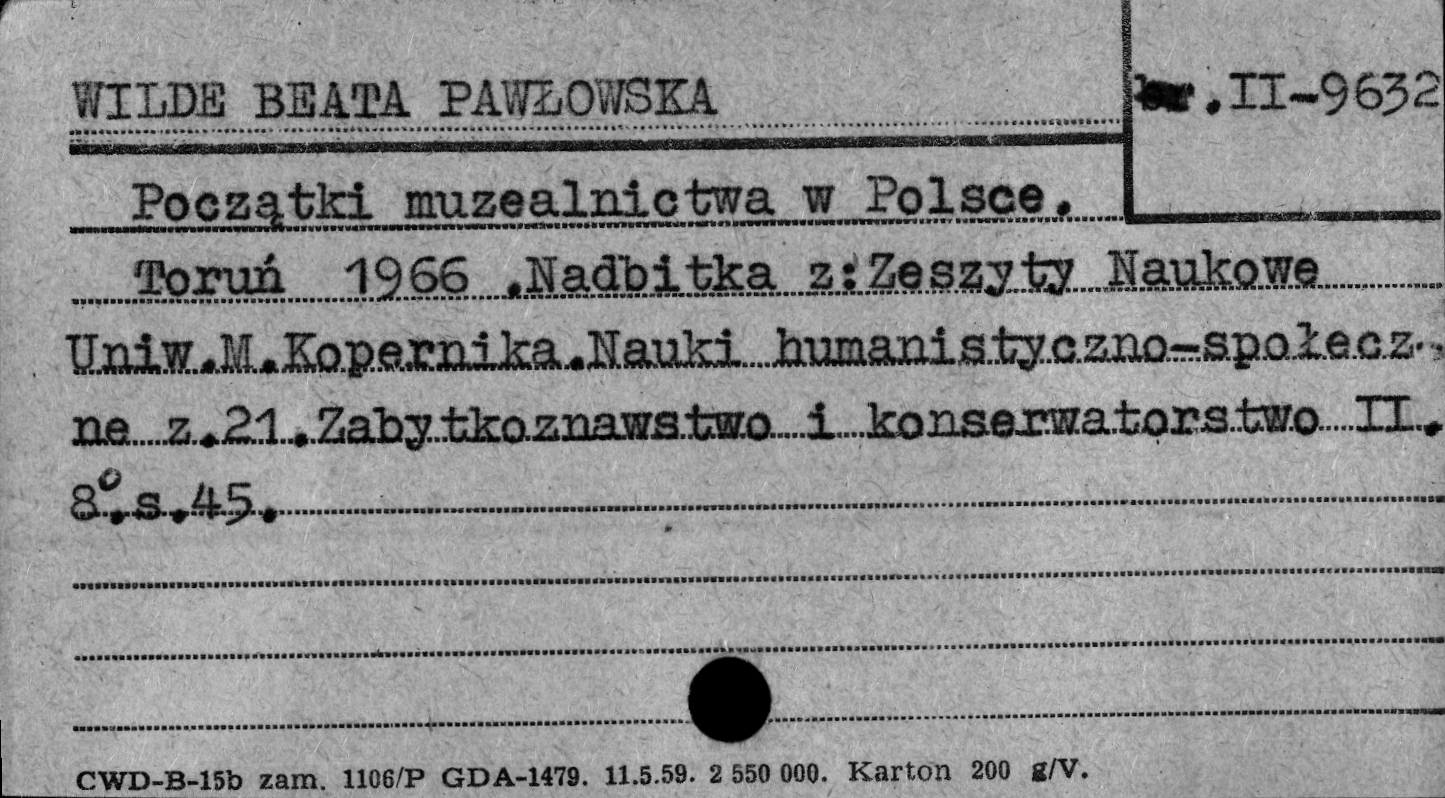 WILDE BEATA PAWŁOWSKA
br.II-9632
Początki muzealnictwa w Polsce.
Toruń 1966 .Nadbitka z:Zeszyty Naukowe
Uniw.M.Kopernika.Nauki humanistyczno-społecz-
ne z.21.Zabytkoznawstwo i konserwatorstwo II.
8°.s.45.
CWD-B-15b zam. 1106/P GDA-1479. 11.5.59. 2 550 000. Karton 200 g/V.